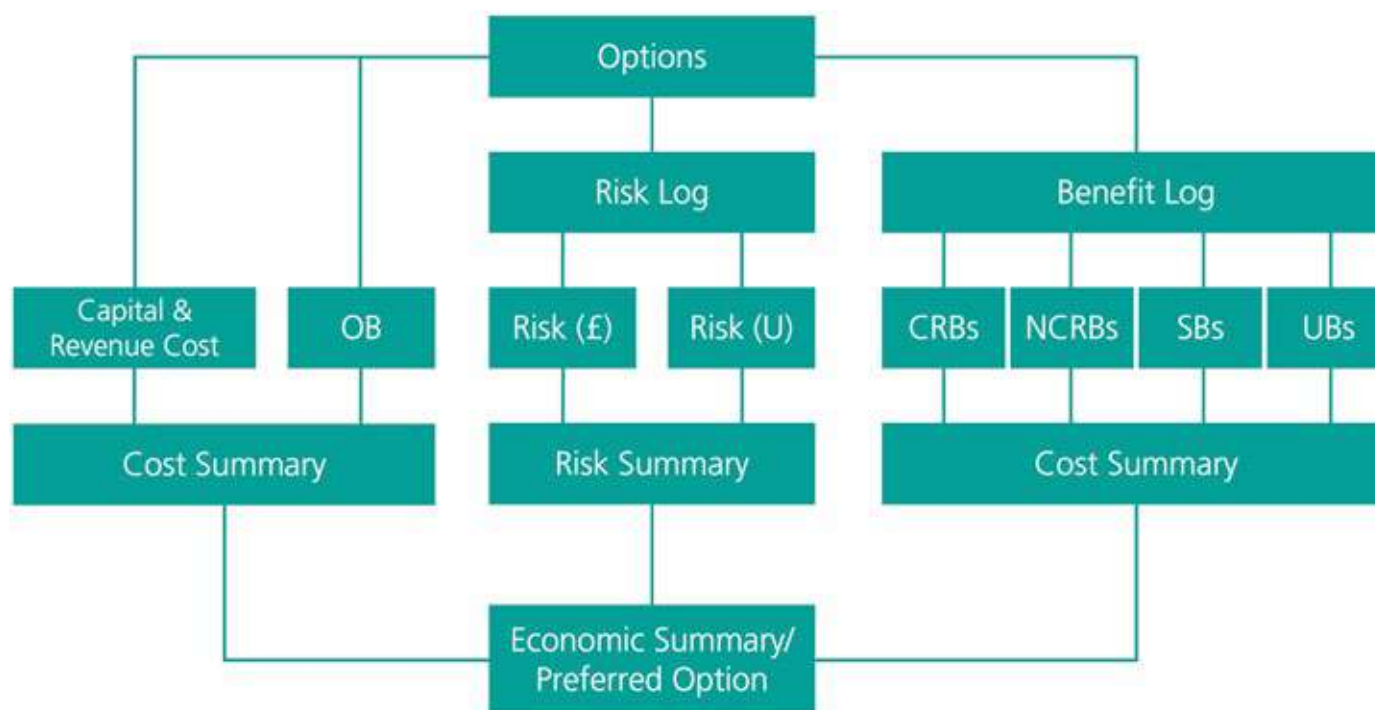 Options
Risk Log
Benefit Log
Capital &
Revenue Cost
OB
Risk (£)
Risk (U)
CRBs
NCRBs
SBs
UBs
Cost Summary
Risk Summary
Cost Summary
Economic Summary/
Preferred Option